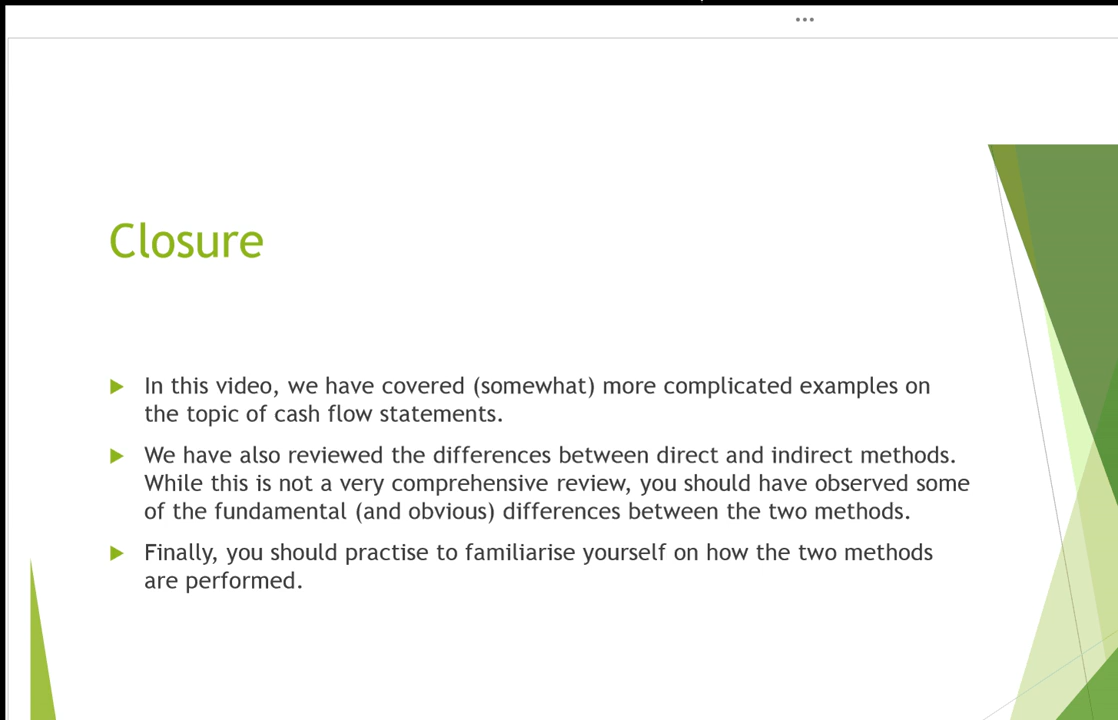 Closure
In this video, we have covered (somewhat) more complicated examples on
the topic of cash flow statements.
We have also reviewed the differences between direct and indirect methods.
While this is not a very comprehensive review, you should have observed some
of the fundamental (and obvious) differences between the two methods.
Finally, you should practise to familiarise yourself on how the two methods
are performed.